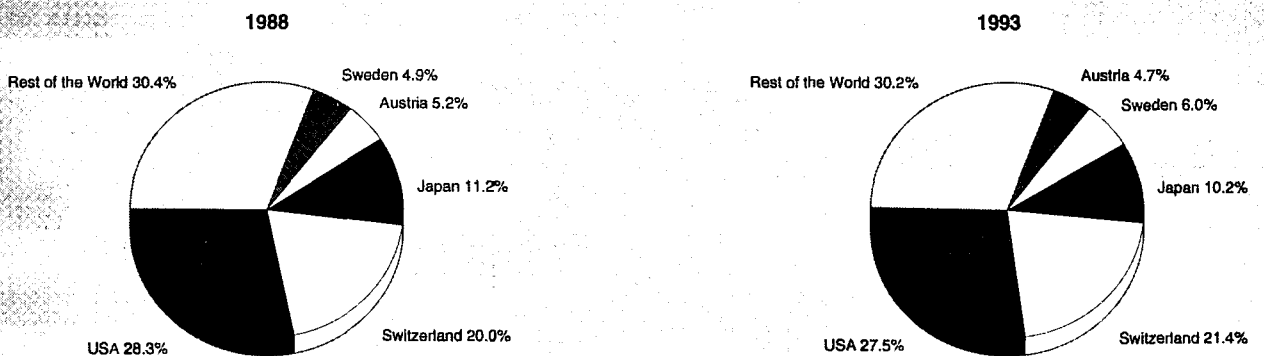 1988
Rest of the World 30.4%
Sweden 4.9%
Austria 5.2%
Japan 11.2%
Switzerland 20.0%
USA 28.3%
1993
Rest of the World 30.2%
Austria 4.7%
Sweden 6.0%
Japan 10.2%
Switzerland 21.4%
USA 27.5%